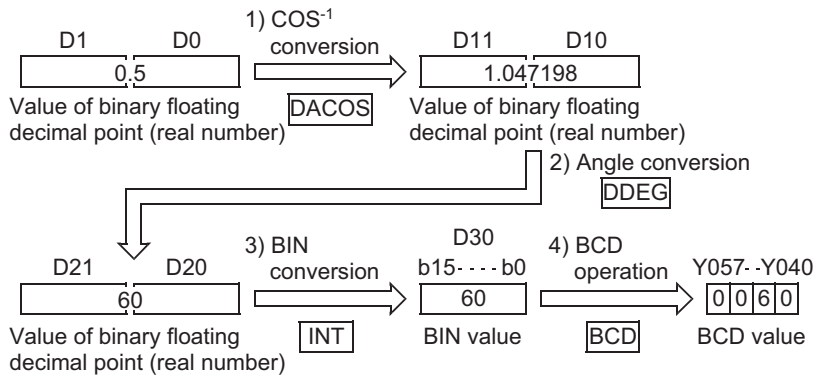 1) COS-1
conversion
D1 D0
D11 D10
0.5
1.047198
DACOS
Value of binary floating
decimal point (real number)
Value of binary floating
decimal point (real number)
2) Angle conversion
DDEG
D21 D20
3) BIN
conversion
D30
b15 - - - - b0
4) BCD
operation
Y057 - - Y040
60
60
0 0 6 0
INT
BCD
Value of binary floating
decimal point (real number)
BIN value
BCD value